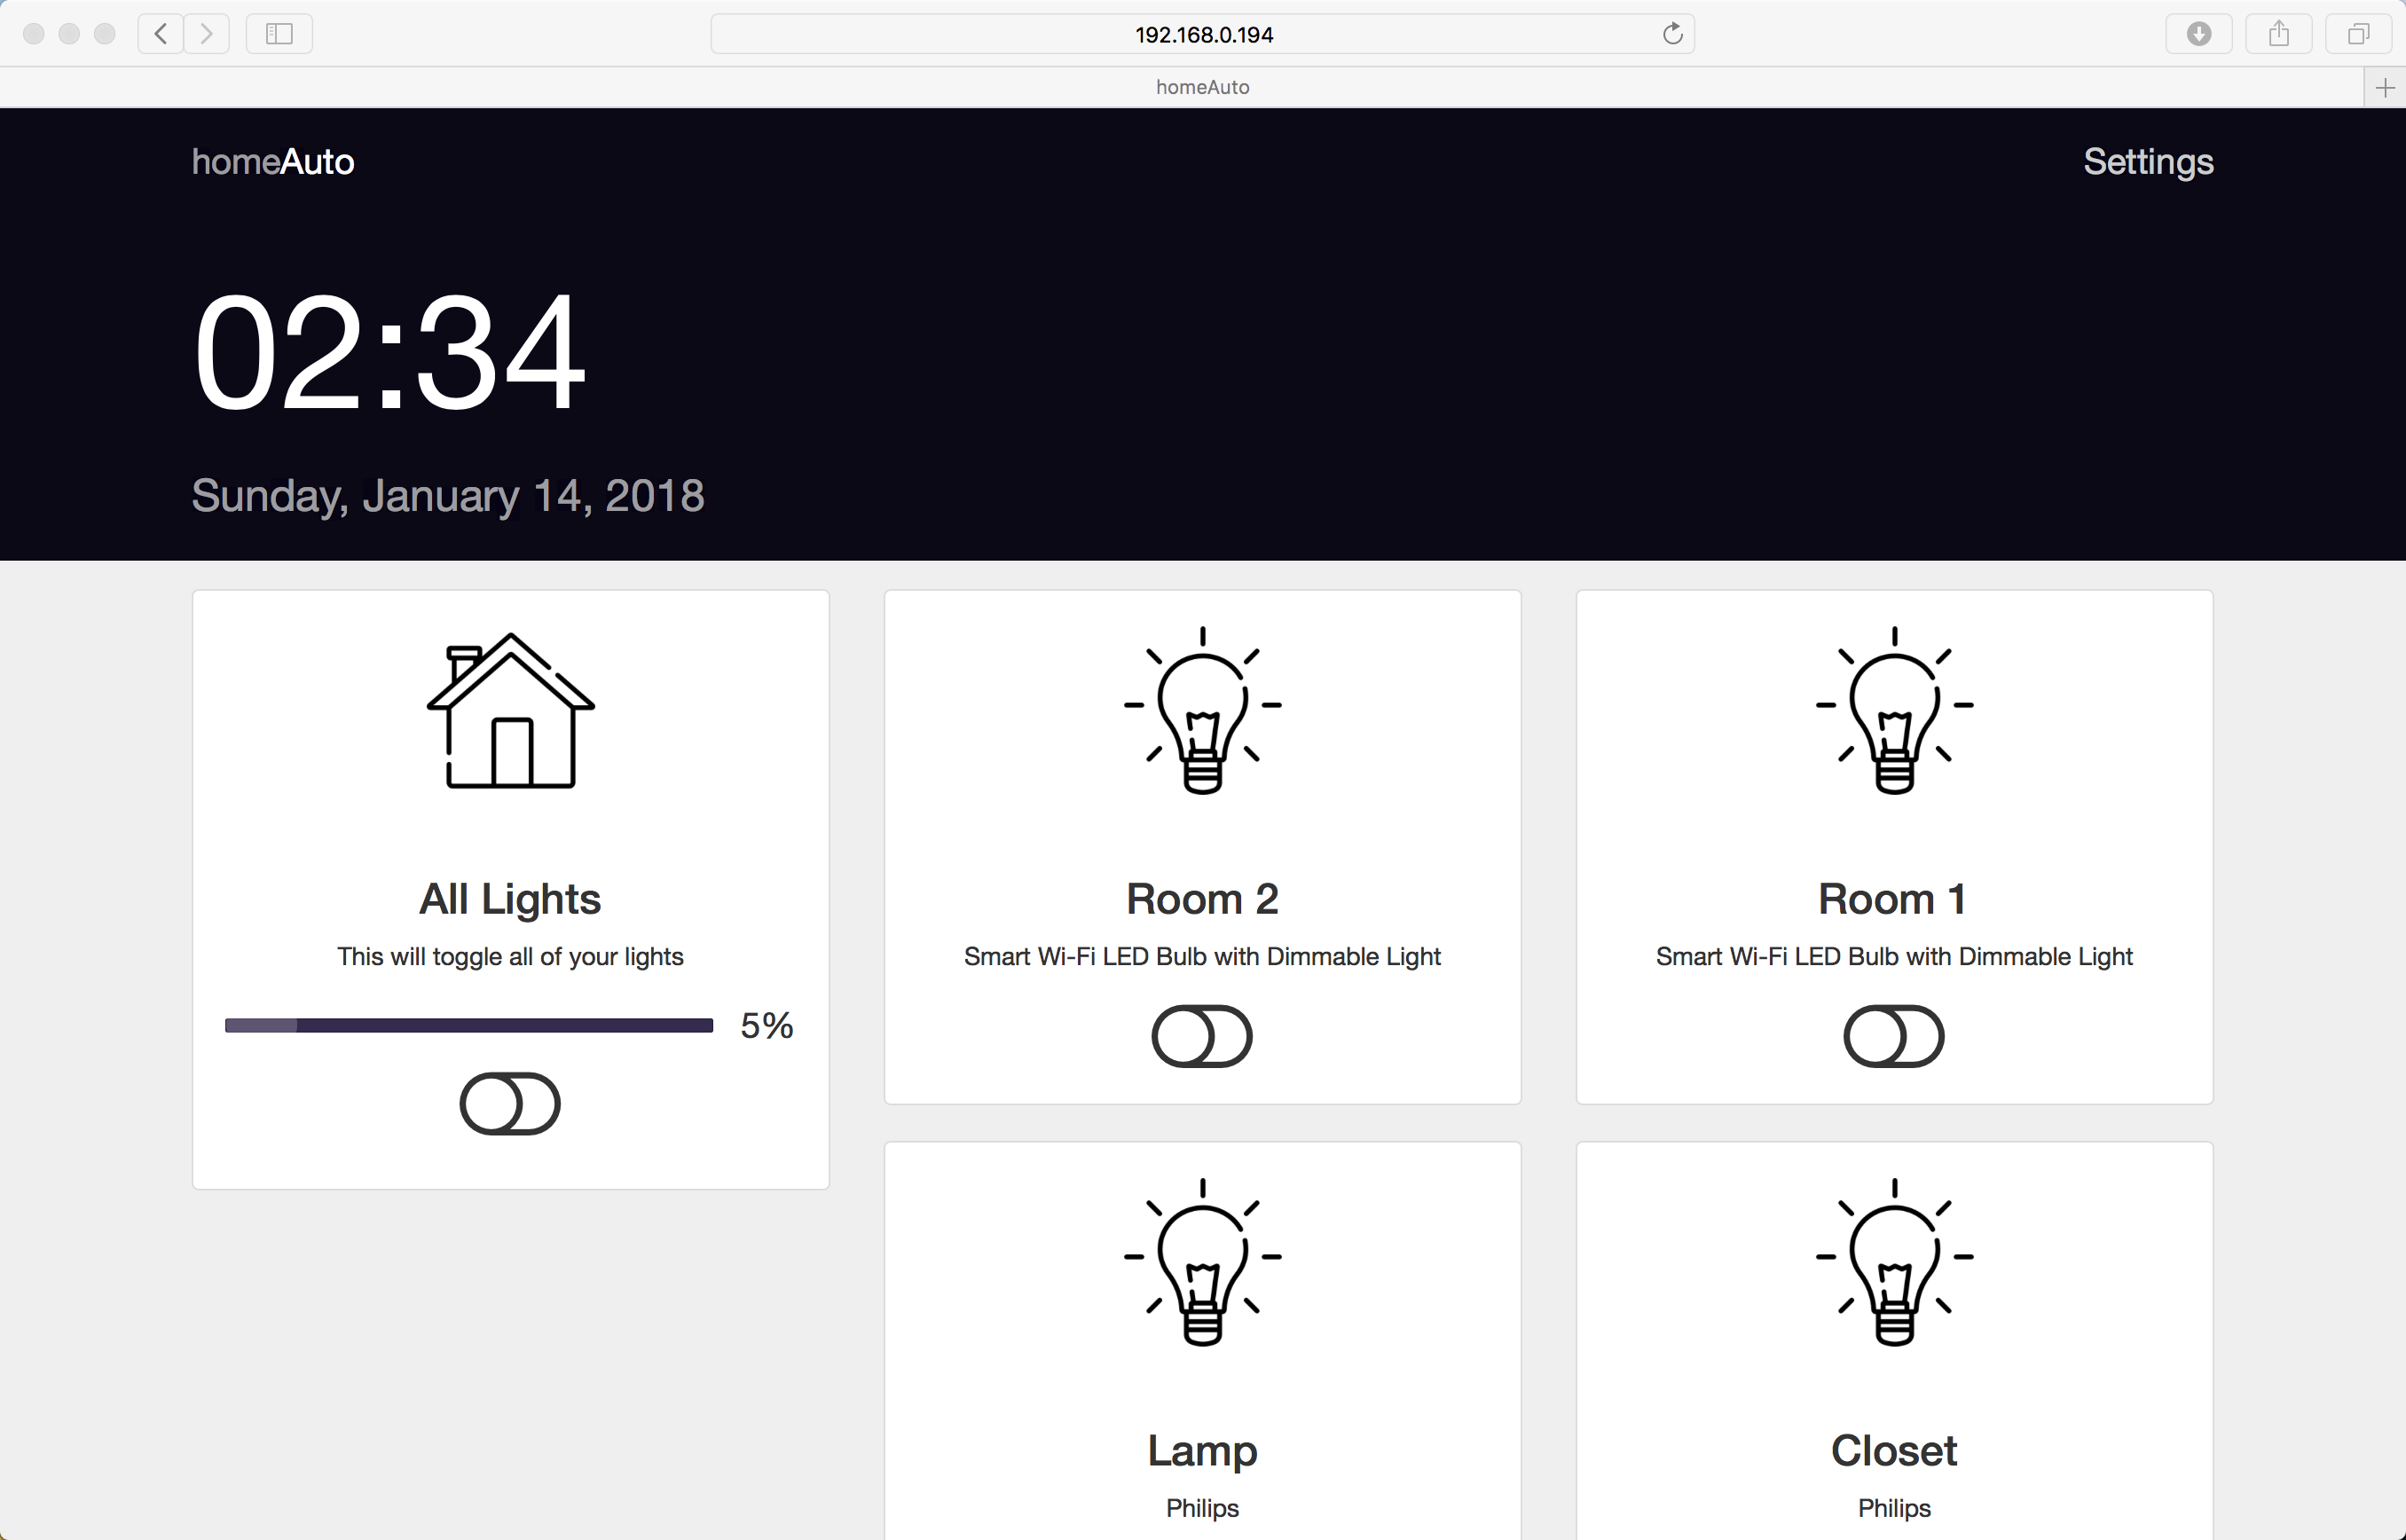 192.168.0.194
homeAuto
homeAuto
Settings
02:34
Sunday, January 14, 2018
All Lights
This will toggle all of your lights
5%
Room 2
Smart Wi-Fi LED Bulb with Dimmable Light
Room 1
Smart Wi-Fi LED Bulb with Dimmable Light
Lamp
Philips
Closet
Philips